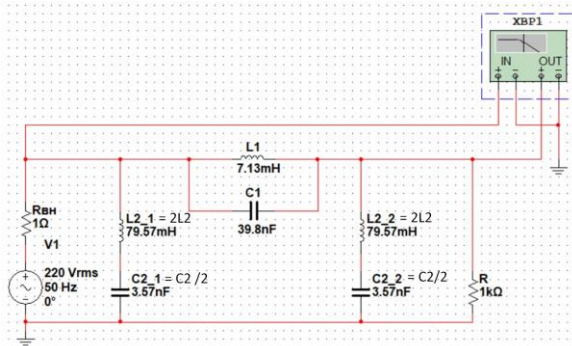 XBP1
IN OUT
L1
7.13mH
C1
39.8nF
RВН
1Ω
V1
220 Vrms
50 Hz
0°
L2_1 = 2L2
79.57mH
C2_1 = C2/2
3.57nF
L2_2 = 2L2
79.57mH
C2_2 = C2/2
3.57nF
R
1kΩ